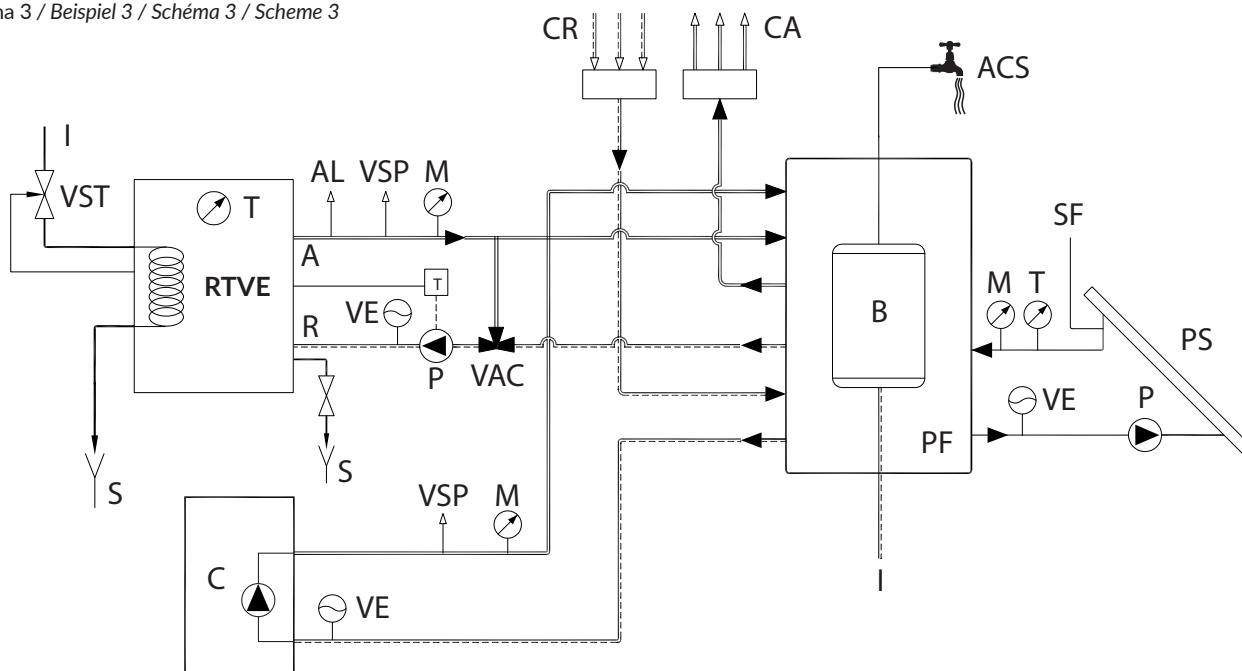 na 3 / Beispiel 3 / Schéma 3 / Scheme 3
CR
CA
ACS
I
VST
T
RTVE
AL
VSP
M
A
T
VE
R
P
VAC
S
S
B
PF
I
SF
M
T
PS
VE
P
VSP
M
C
VE